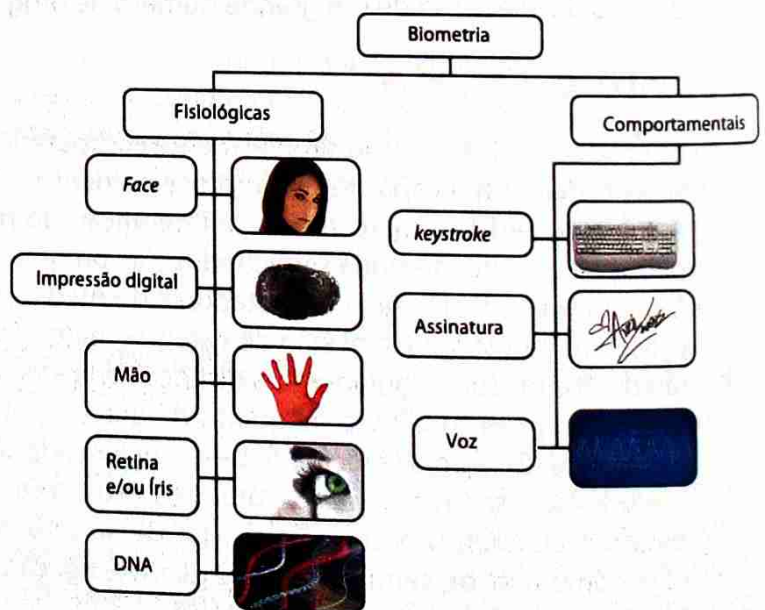 Biometria
Fisiológicas
Face
Impressão digital
Mão
Retina
e/ou Íris
DNA
Comportamentais
keystroke
Assinatura
Voz